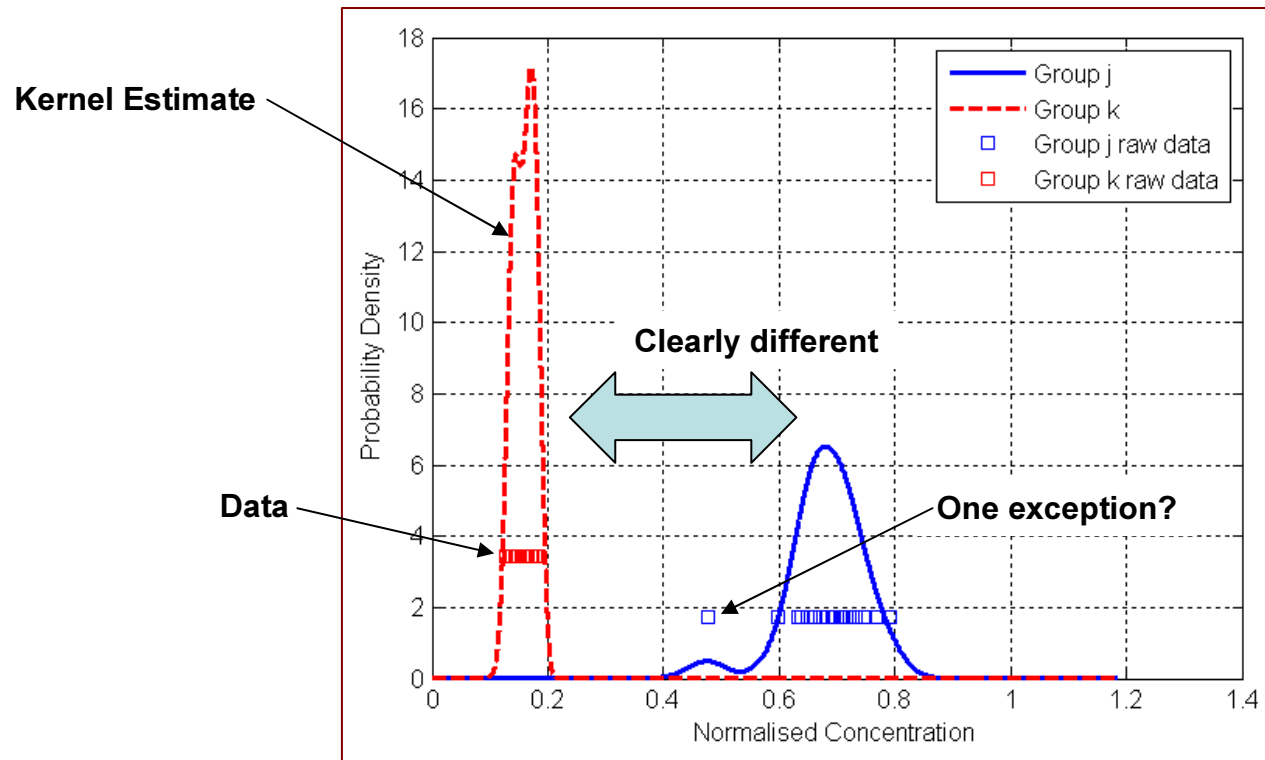 18
16
14
12
10
8
6
4
2
0
Probability Density
0
0.2
0.4
0.6
0.8
1
1.2
1.4
Normalised Concentration
Group j
Group k
Group j raw data
Group k raw data
Kernel Estimate
Clearly different
Data
One exception?